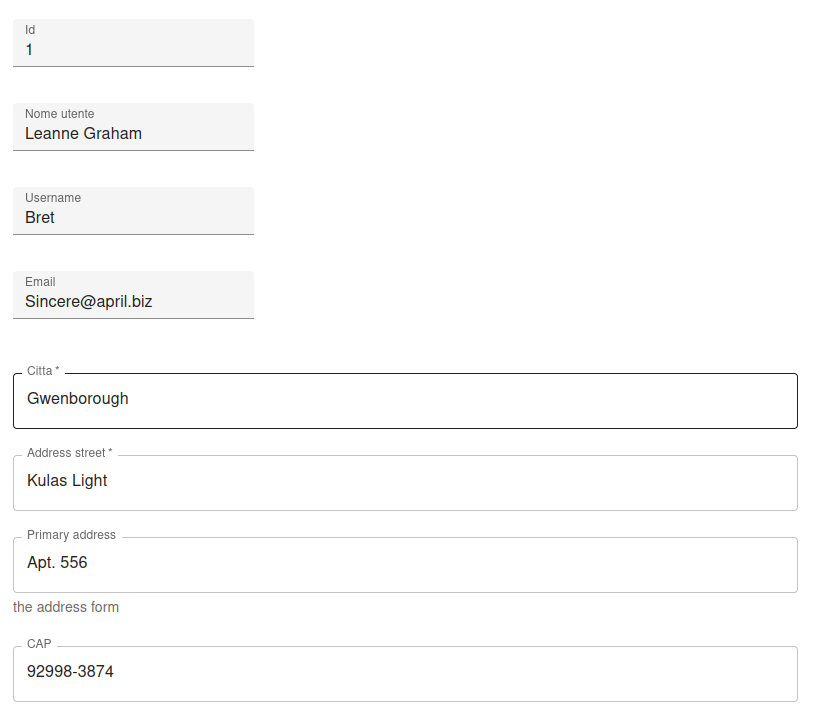 Id
1
Nome utente
Leanne Graham
Username
Bret
Email
Sincere@april.biz
Citta *
Gwenborough
Address street *
Kulas Light
Primary address
Apt. 556
the address form
CAP
92998-3874